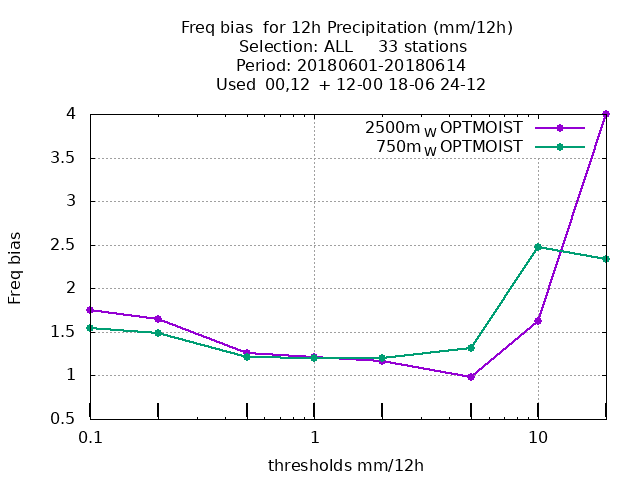 Freq bias  for 12h Precipitation (mm/12h)
Selection: ALL     33 stations
Period: 20180601-20180614
Used  00,12  + 12-00 18-06 24-12
2500m_W OPTMOIST
750m_W OPTMOIST
4
3.5
3
2.5
2
1.5
1
0.5
Freq bias
0.1 1 10
thresholds mm/12h